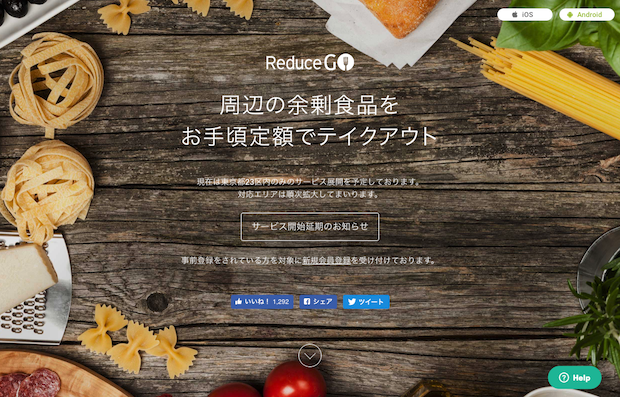 iOS
Android
ReduceGO
周辺の余剰食品を
お手頃定額でテイクアウト
現在は東京都23区内のみのサービス展開を予定しております。
対応エリアは順次拡大してまいります。
サービス開始延期のお知らせ
事前登録をされている方を対象に新規会員登録を受け付けております。
いいね！ 1,292 シェア ツイート
Help